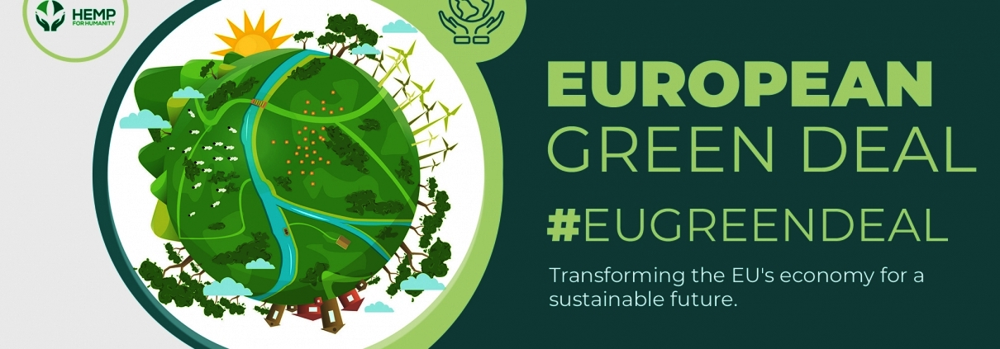 HEMP
FOR HUMANITY
EUROPEAN
GREEN DEAL
#EUGREENDEAL
Transforming the EU's economy for a
sustainable future.